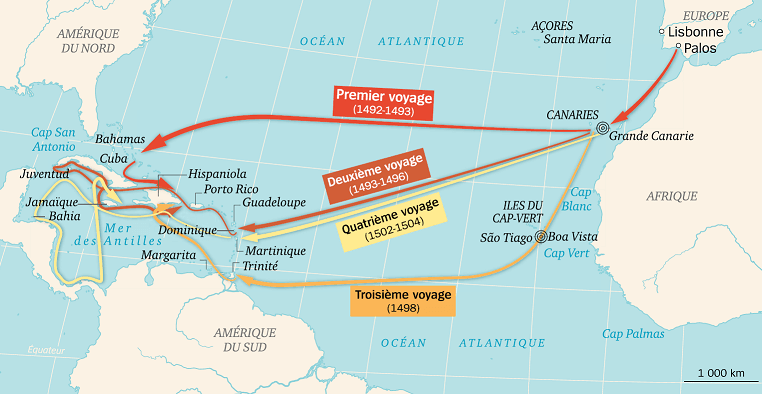 EUROPE
AÇORES
Santa Maria
Lisbonne
Palos
AMÉRIQUE
DU NORD
OCÉAN ATLANTIQUE
Premier voyage
(1492-1493)
CANARIES
Grande Canarie
Cap San
Antonio
Bahamas
Cuba
Juventud
Hispaniola
Porto Rico
Deuxième voyage
(1493-1496)
Guadeloupe
Jamaïque
Bahia
AFRIQUE
Cap
Blanc
ILES DU
CAP-VERT
Quatrième voyage
(1502-1504)
Dominique
Mer
des Antilles
São Tiago
Boa Vista
Cap Vert
Martinique
Margarita
Trinité
Troisième voyage
(1498)
AMÉRIQUE
DU SUD
OCÉAN ATLANTIQUE
Cap Palmas
Équateur
1 000 km